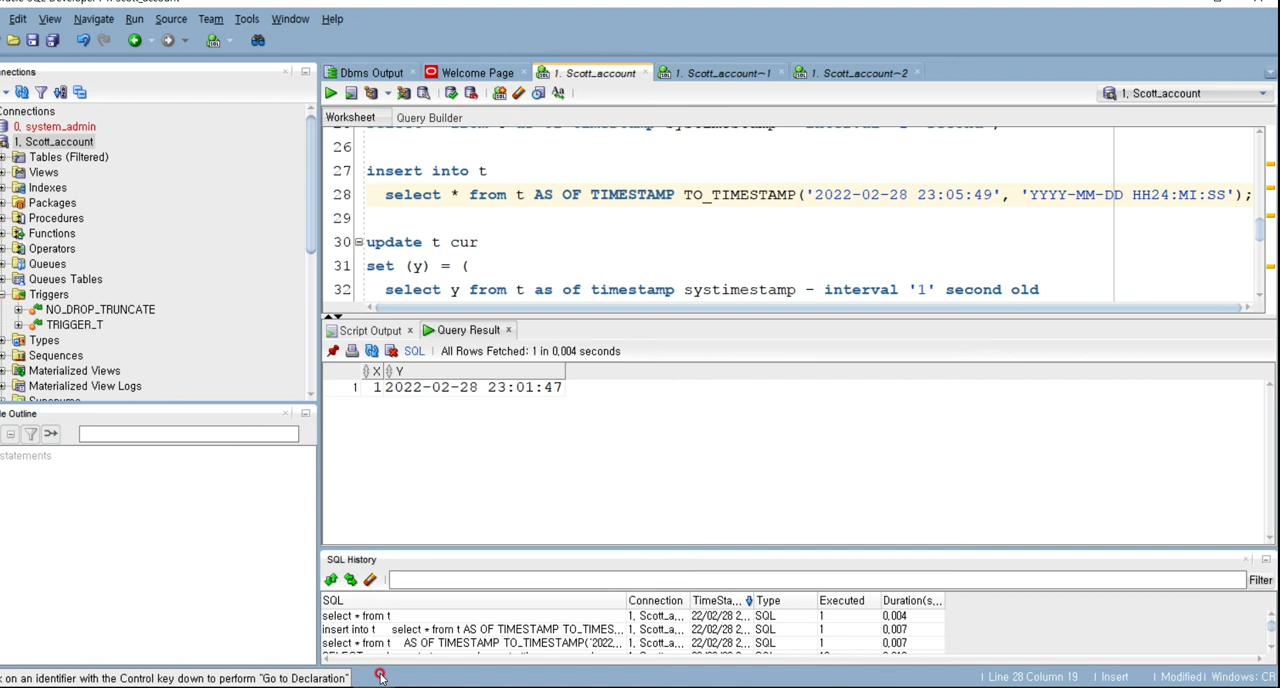 Edit View Navigate Run Source Team Tools Window Help
nnections
Dbms Output Welcome Page 1. Scott_account 1. Scott_account~1 1. Scott_account~2
1. Scott_account
onnections
0. system_admin
1. Scott_account
Tables (Filtered)
Views
Indexes
Packages
Procedures
Functions
Operators
Queues
Queues Tables
Triggers
NO_DROP_TRUNCATE
TRIGGER_T
Types
Sequences
Materialized Views
Materialized View Logs
Worksheet Query Builder
26
27 insert into t
28 select * from t AS OF TIMESTAMP TO_TIMESTAMP('2022-02-28 23:05:49', 'YYYY-MM-DD HH24:MI:SS');
29
30 update t cur
31 set (y) = (
32 select y from t as of timestamp systimestamp - interval '1' second old
Script Output Query Result
SQL All Rows Fetched: 1 in 0,004 seconds
X Y
1 1 2022-02-28 23:01:47
le Outline
statements
SQL History
Filter
SQL Connection TimeSta... Type Executed Duration(s...
select * from t 1, Scott_a... 22/02/28 2... SQL 1 0,004
insert into t select * from t AS OF TIMESTAMP TO_TIMES... 1, Scott_a... 22/02/28 2... SQL 1 0,007
select * from t AS OF TIMESTAMP TO_TIMESTAMP('2022... 1, Scott_a... 22/02/28 2... SQL 1 0,007
on an identifier with the Control key down to perform "Go to Declaration"
Line 28 Column 19 Insert Modified Windows: CR